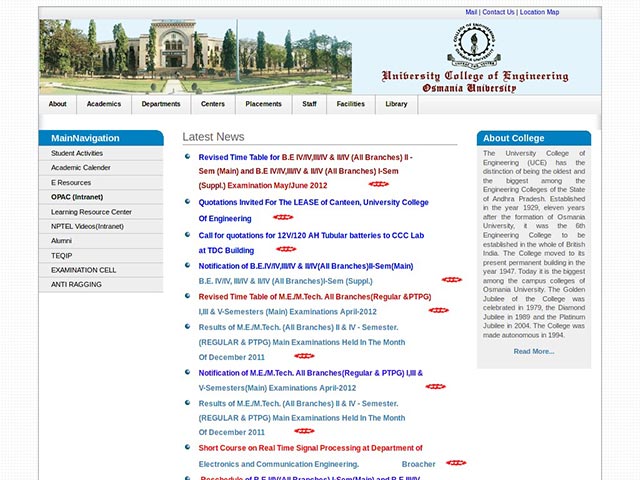 Mail | Contact Us | Location Map
University College of Engineering
Osmania University
About Academics Departments Centers Placements Staff Facilities Library
MainNavigation
Student Activities
Academic Calender
E Resources
OPAC (Intranet)
Learning Resource Center
NPTEL Videos(Intranet)
Alumni
TEQIP
EXAMINATION CELL
ANTI RAGGING
Latest News
Revised Time Table for B.E IV/IV,III/IV & II/IV (All Branches) II -
Sem (Main) and B.E IV/IV,III/IV & II/IV (All Branches) I-Sem
(Suppl.) Examination May/June 2012
Quotations Invited For The LEASE of Canteen, University College
Of Engineering
Call for quotations for 12V/120 AH Tubular batteries to CCC Lab
at TDC Building
Notification of B.E.IV/IV,III/IV & II/IV(All Branches)II-Sem(Main)
B.E. IV/IV, III/IV & II/IV (All Branches)I-Sem (Suppl.)
Revised Time Table of M.E./M.Tech. All Branches(Regular &PTPG)
I,III & V-Semesters (Main) Examinations April-2012
Results of M.E./M.Tech. (All Branches) II & IV - Semester.
(REGULAR & PTPG) Main Examinations Held In The Month
Of December 2011
Notification of M.E./M.Tech. All Branches(Regular & PTPG) I,III &
V-Semesters(Main) Examinations April-2012
Results of M.E./M.Tech. (All Branches) II & IV - Semester.
(REGULAR & PTPG) Main Examinations Held In The Month
Of December 2011
Short Course on Real Time Signal Processing at Department of
Electronics and Communication Engineering. Broacher
Reschedule of B.E I/I(All Branches) I-Sem(Main) and B.E III/IV
About College
The University College of
Engineering (UCE) has the
distinction of being the oldest and
the biggest among the
Engineering Colleges of the State
of Andhra Pradesh. Established
in the year 1929, eleven years
after the formation of Osmania
University, it was the 6th
Engineering College to be
established in the whole of British
India. The College moved to its
present permanent building in the
year 1947. Today it is the biggest
among the campus colleges of
Osmania University. The Golden
Jubilee of the College was
celebrated in 1979, the Diamond
Jubilee in 1989 and the Platinum
Jubilee in 2004. The College was
made autonomous in 1994.
Read More...